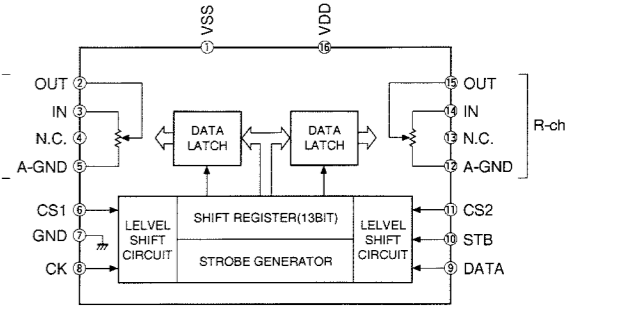 VSS
VDD
1
16
OUT 2
15 OUT
IN 3
14 IN
N.C. 4
13 N.C.
A-GND 5
12 A-GND
R-ch
DATA
LATCH
DATA
LATCH
CS1 6
11 CS2
GND 7
10 STB
CK 8
9 DATA
LELVEL
SHIFT
CIRCUIT
SHIFT REGISTER(13BIT)
STROBE GENERATOR
LELVEL
SHIFT
CIRCUIT